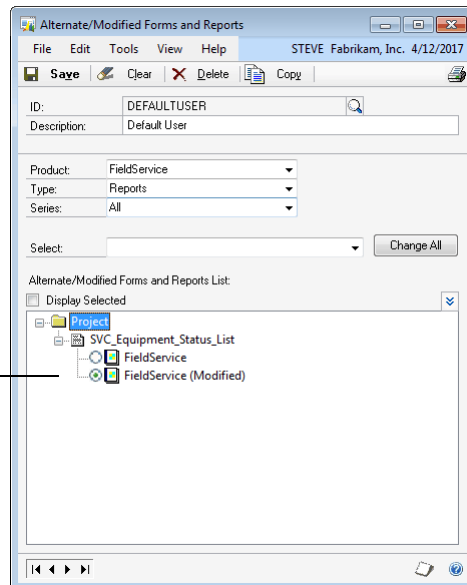 Alternate/Modified Forms and Reports
File Edit Tools View Help STEVE Fabrikam, Inc. 4/12/2017
Save Clear Delete Copy
ID: DEFAULTUSER
Description: Default User
Product: FieldService
Type: Reports
Series: All
Select: Change All
Alternate/Modified Forms and Reports List:
Display Selected
Project
SVC_Equipment_Status_List
FieldService
FieldService (Modified)